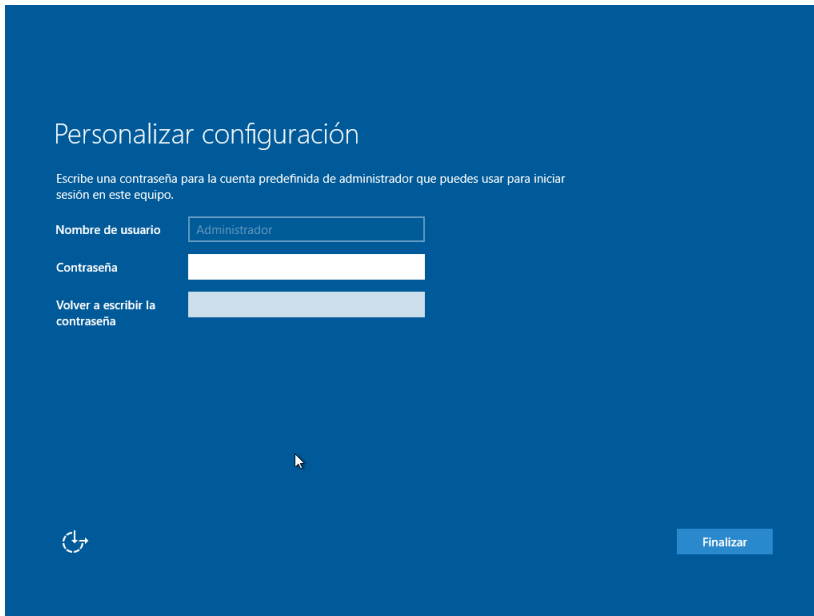 Personalizar configuración
Escribe una contraseña para la cuenta predefinida de administrador que puedes usar para iniciar
sesión en este equipo.
Nombre de usuario
Administrador
Contraseña
Volver a escribir la
contraseña
Finalizar